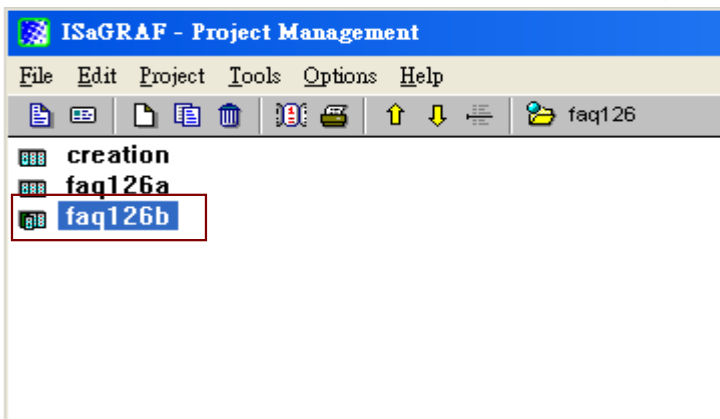 ISaGRAF - Project Management
File Edit Project Tools Options Help
faq126
creation
faq126a
faq126b